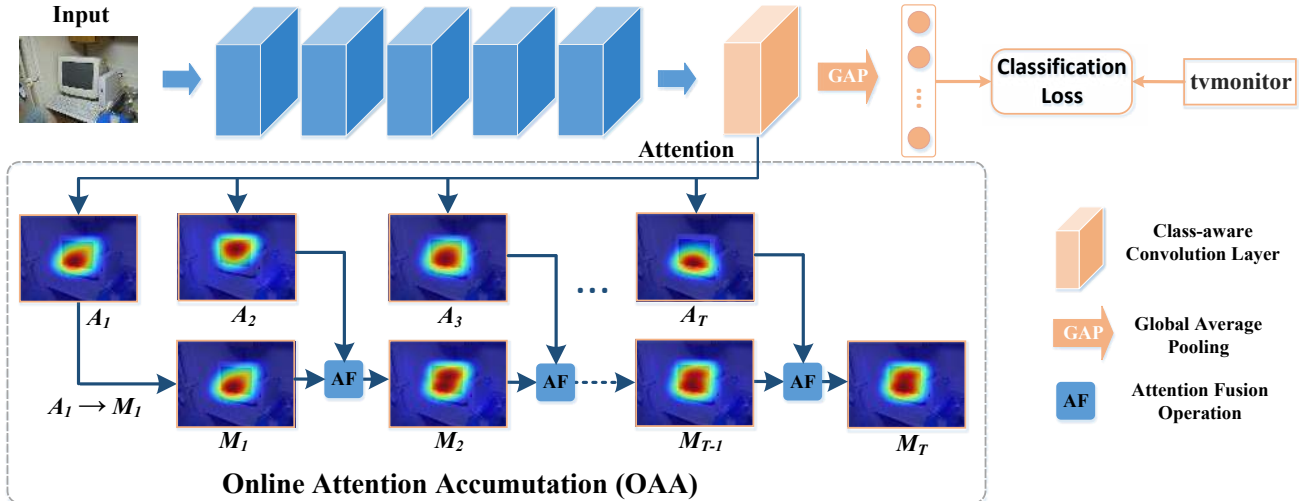 Input
GAP
Classification
Loss
tvmonitor
Attention
A1
A2
A3
...
AT
A1 → M1
AF
AF
AF
M1
M2
MT-1
MT
Online Attention Accumutation (OAA)
Class-aware
Convolution Layer
GAP
Global Average
Pooling
AF
Attention Fusion
Operation